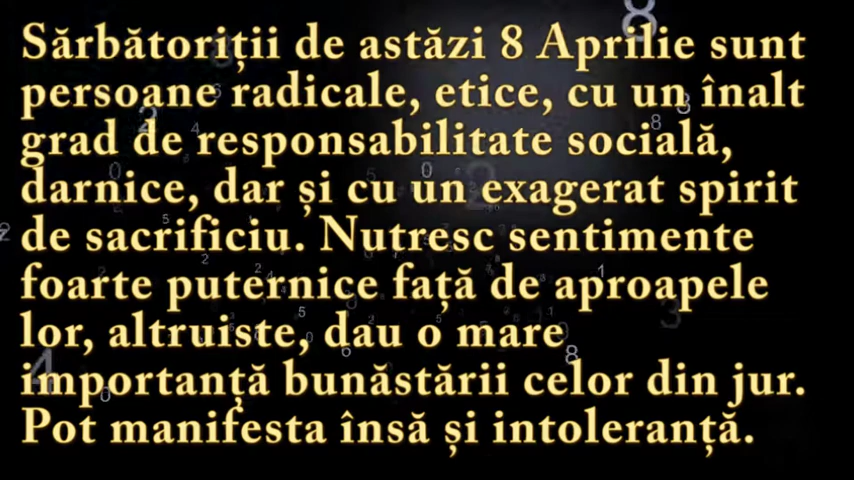 Sărbătoriții de astăzi 8 Aprilie sunt
persoane radicale, etice, cu un înalt
grad de responsabilitate socială,
darnice, dar și cu un exagerat spirit
de sacrificiu. Nutresc sentimente
foarte puternice față de aproapele
lor, altruiste, dau o mare
importanță bunăstării celor din jur.
Pot manifesta însă și intoleranță.